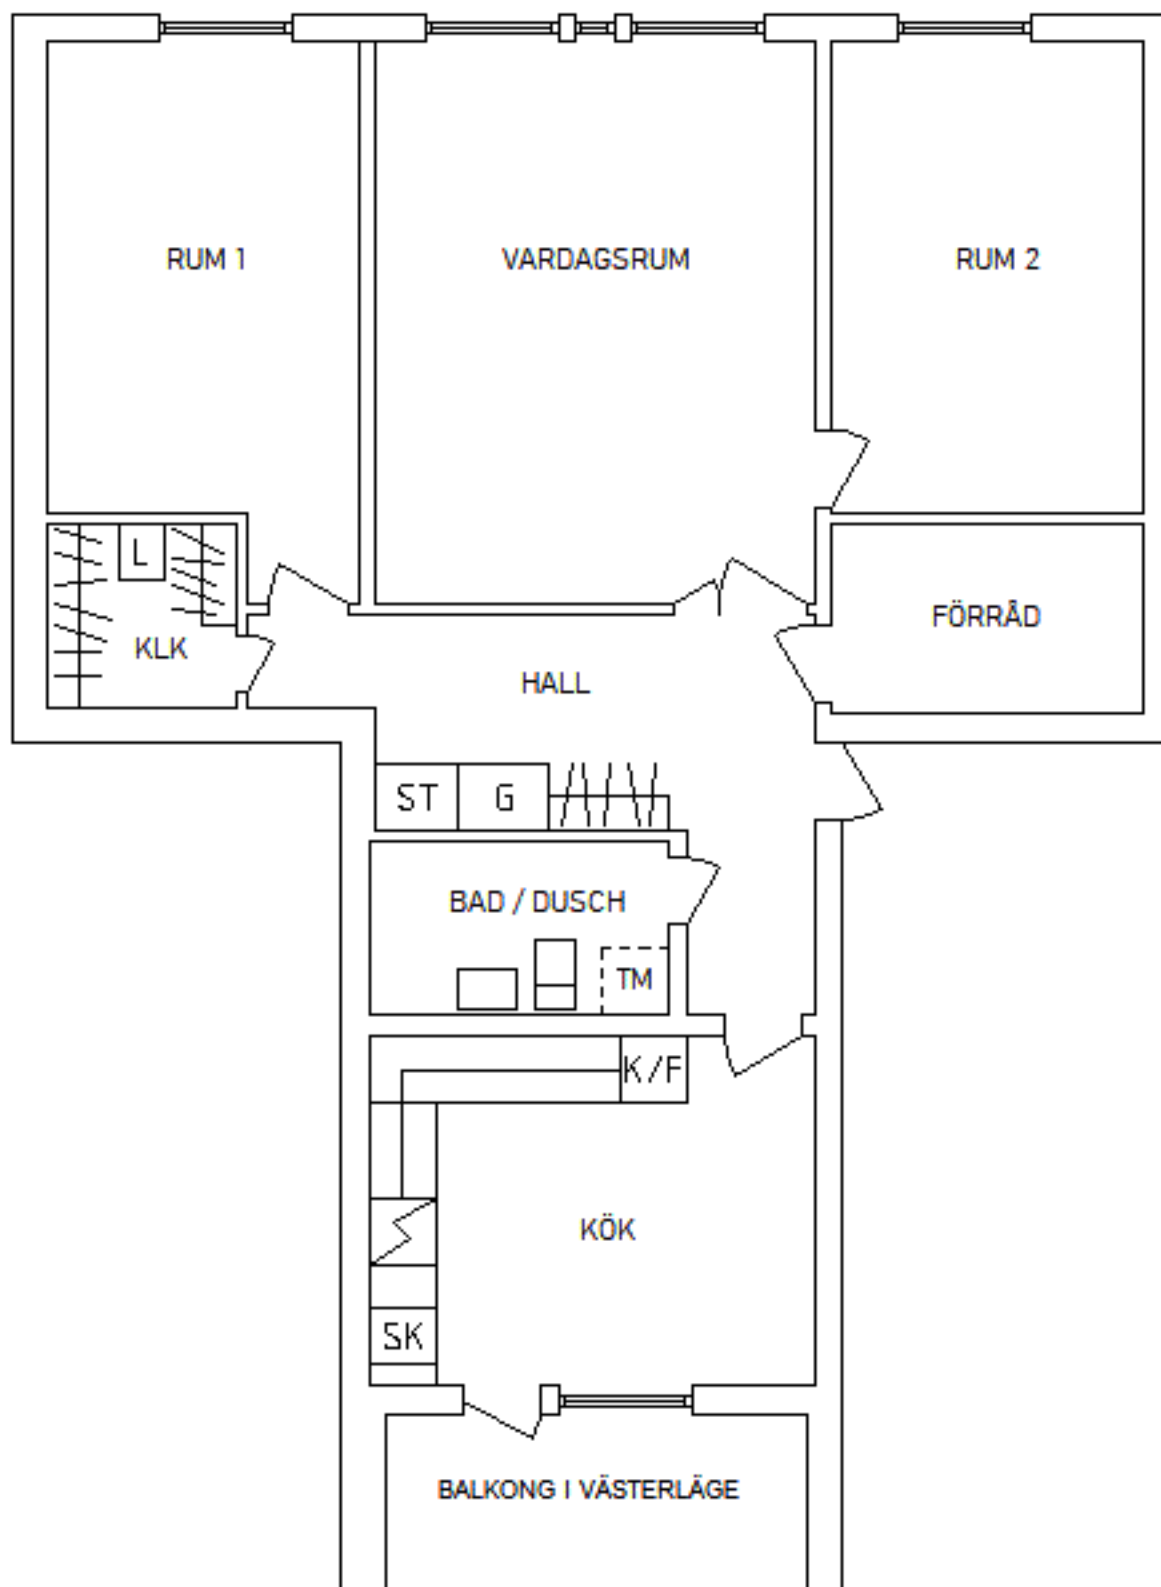 RUM 1
VARDAGSRUM
RUM 2
L
KLK
FÖRRÅD
HALL
ST
G
BAD / DUSCH
TM
K/F
KÖK
SK
BALKONG I VÄSTERLÄGE